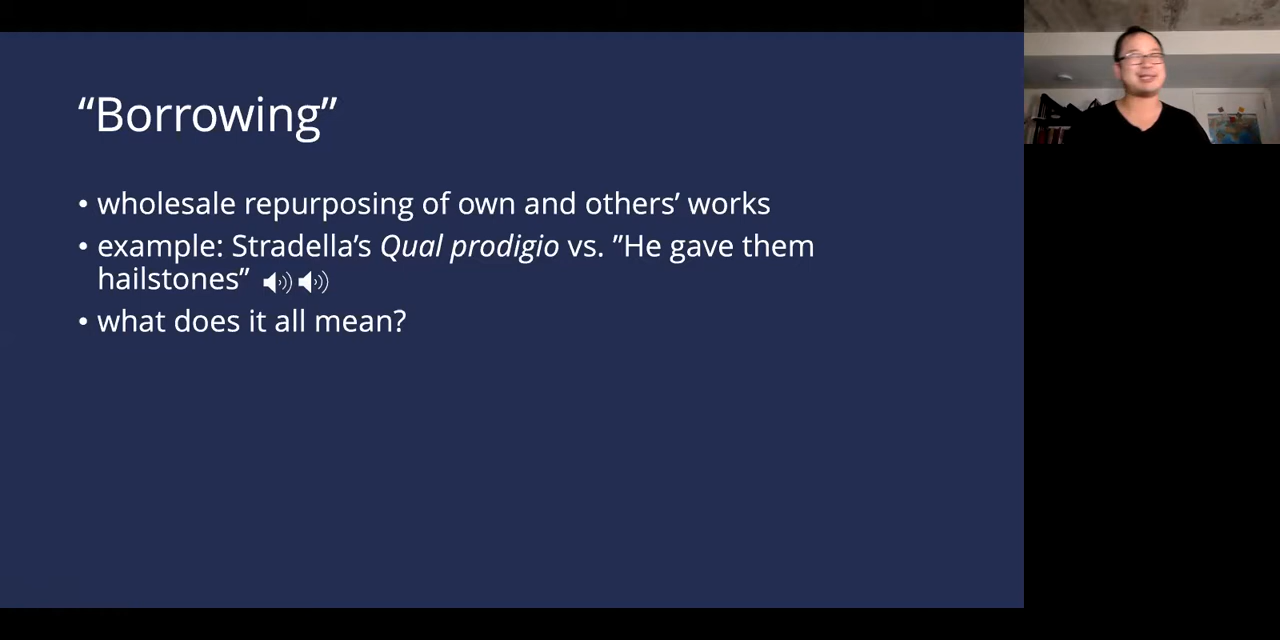 “Borrowing”
• wholesale repurposing of own and others’ works
• example: Stradella’s Qual prodigio vs. ”He gave them
hailstones”
• what does it all mean?